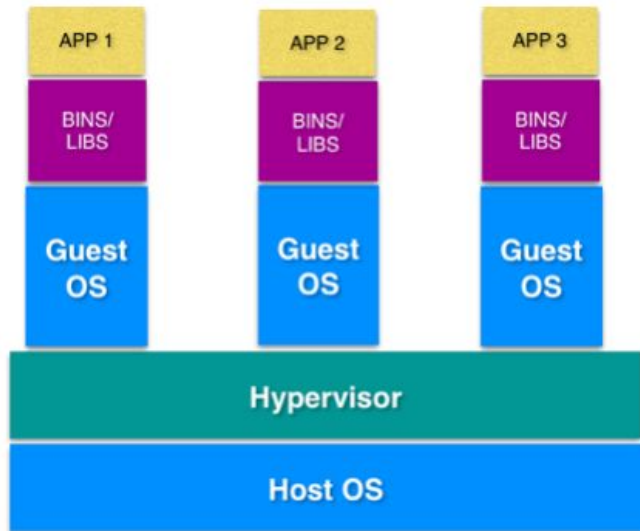 APP 1
APP 2
APP 3
BINS/
LIBS
BINS/
LIBS
BINS/
LIBS
Guest
OS
Guest
OS
Guest
OS
Hypervisor
Host OS